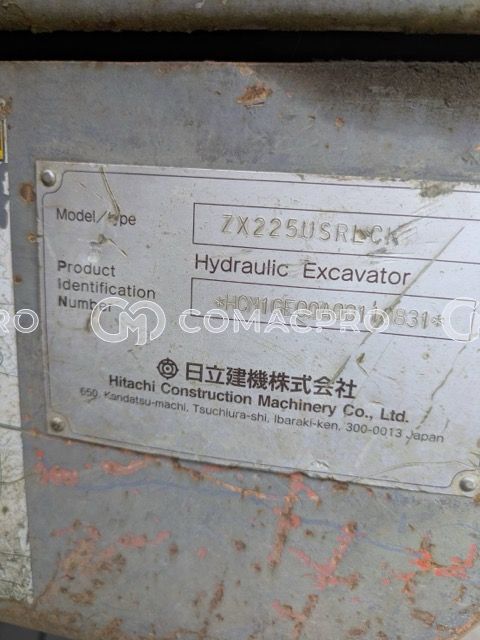 Model/type
ZX225USRLCK
Hydraulic Excavator
Product
Identification
Number
日立建機株式会社
Hitachi Construction Machinery Co., Ltd.
650, Kandatsu-machi, Tsuchiura-shi, Ibaraki-ken, 300-0013 Japan
COMACPRO